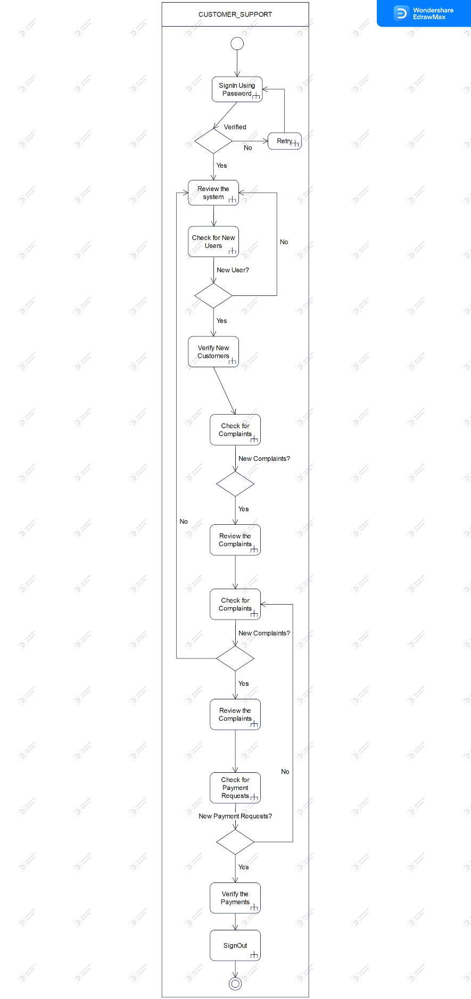 CUSTOMER_SUPPORT
Wondershare
EdrawMax
SignIn Using
Password
Verified
No
Retry
Yes
Review the
system
Check for New
Users
No
New User?
Yes
Verify New
Customers
Check for
Complaints
New Complaints?
Yes
No
Review the
Complaints
Check for
Complaints
New Complaints?
Yes
Review the
Complaints
No
Check for
Payment
Requests
New Payment Requests?
Yes
Verify the
Payments
SignOut